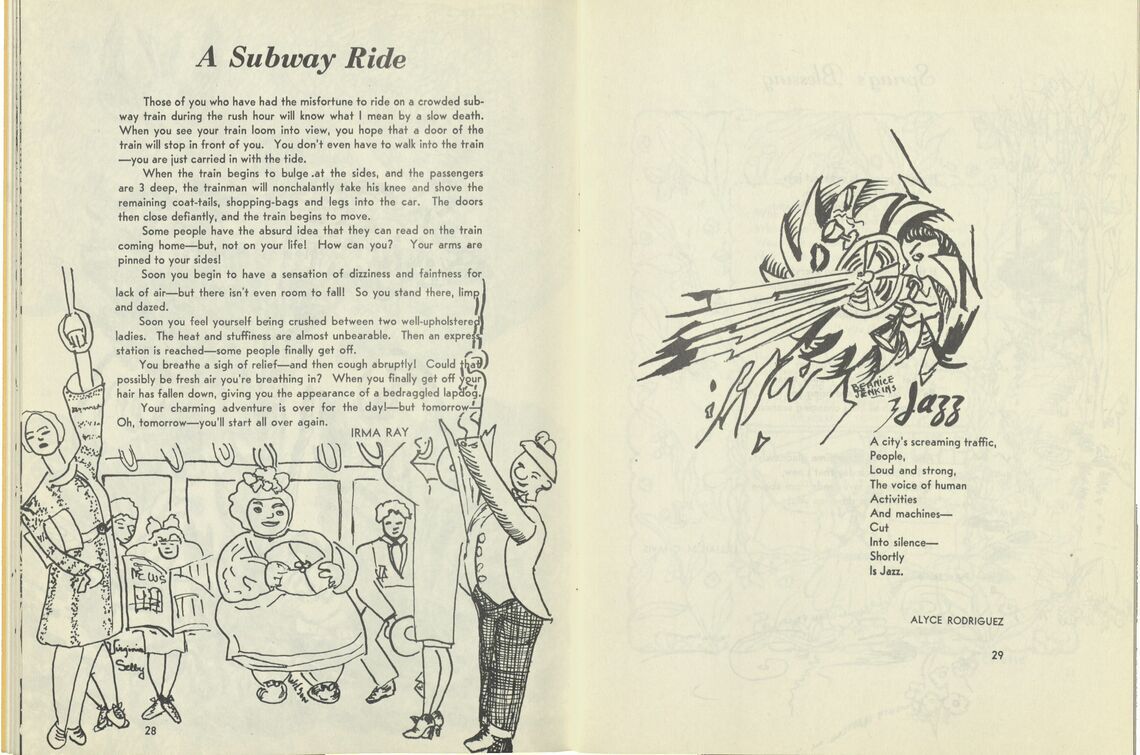 A Subway Ride
Those of you who have had the misfortune to ride on a crowded sub-
way train during the rush hour will know what I mean by a slow death.
When you see your train loom into view, you hope that a door of the
train will stop in front of you. You don't even have to walk into the train
—you are just carried in with the tide.
When the train begins to bulge .at the sides, and the passengers
are 3 deep, the trainman will nonchalantly take his knee and shove the
remaining coat-tails, shopping-bags and legs into the car. The doors
then close defiantly, and the train begins to move.
Some people have the absurd idea that they can read on the train
coming home—but, not on your life! How can you? Your arms are
pinned to your sides!
Soon you begin to have a sensation of dizziness and faintness for
lack of air—but there isn't even room to fall! So you stand there, limp
and dazed.
Soon you feel yourself being crushed between two well-upholstered
ladies. The heat and stuffiness are almost unbearable. Then an express
station is reached—some people finally get off.
You breathe a sigh of relief—and then cough abruptly! Could that
possibly be fresh air you're breathing in? When you finally get off your
hair has fallen down, giving you the appearance of a bedraggled lapdog.
Your charming adventure is over for the day!—but tomorrow—
Oh, tomorrow—you'll start all over again.
IRMA RAY
NEWS
Virginia
Selby
Wilson
28
BERNICE
JENKINS
Jazz
A city's screaming traffic,
People,
Loud and strong,
The voice of human
Activities
And machines—
Cut
Into silence—
Shortly
Is Jazz.
ALYCE RODRIGUEZ
29